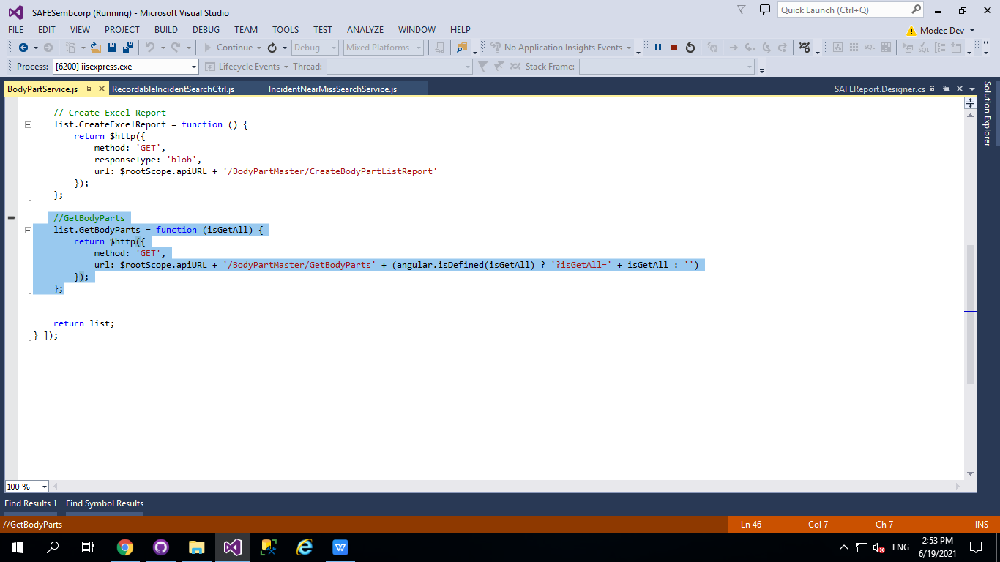 SAFESembcorp (Running) - Microsoft Visual Studio
Quick Launch (Ctrl+Q)
FILE EDIT VIEW PROJECT BUILD DEBUG TEAM TOOLS TEST ANALYZE WINDOW HELP
Modec Dev
Continue Debug Mixed Platforms No Application Insights Events SQL
Process: [6200] iisexpress.exe Lifecycle Events Thread: Stack Frame:
BodyPartService.js RecordableIncidentSearchCtrl.js IncidentNearMissSearchService.js SAFEReport.Designer.cs
Solution Explorer
// Create Excel Report
list.CreateExcelReport = function () {
return $http({
method: 'GET',
responseType: 'blob',
url: $rootScope.apiURL + '/BodyPartMaster/CreateBodyPartListReport'
});
};
//GetBodyParts
list.GetBodyParts = function (isGetAll) {
return $http({
method: 'GET',
url: $rootScope.apiURL + '/BodyPartMaster/GetBodyParts' + (angular.isDefined(isGetAll) ? '?isGetAll=' + isGetAll : '')
});
};
return list;
} ]);
100 %
Find Results 1 Find Symbol Results
//GetBodyParts Ln 46 Col 7 Ch 7 INS
ENG
2:53 PM
6/19/2021